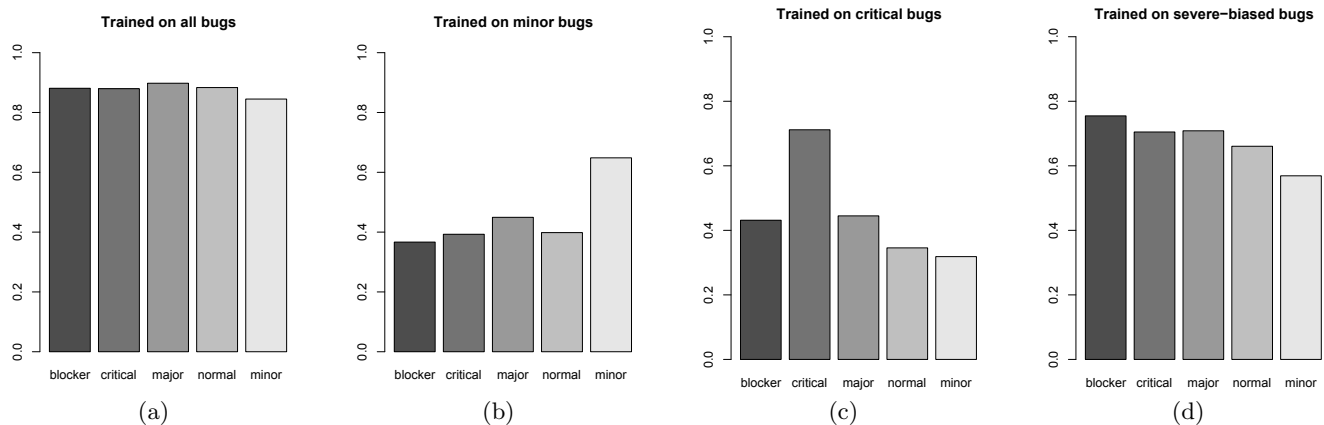 Trained on all bugs
1.0
0.8
0.6
0.4
0.2
0.0
blocker critical major normal minor
(a)
Trained on minor bugs
1.0
0.8
0.6
0.4
0.2
0.0
blocker critical major normal minor
(b)
Trained on critical bugs
1.0
0.8
0.6
0.4
0.2
0.0
blocker critical major normal minor
(c)
Trained on severe−biased bugs
1.0
0.8
0.6
0.4
0.2
0.0
blocker critical major normal minor
(d)